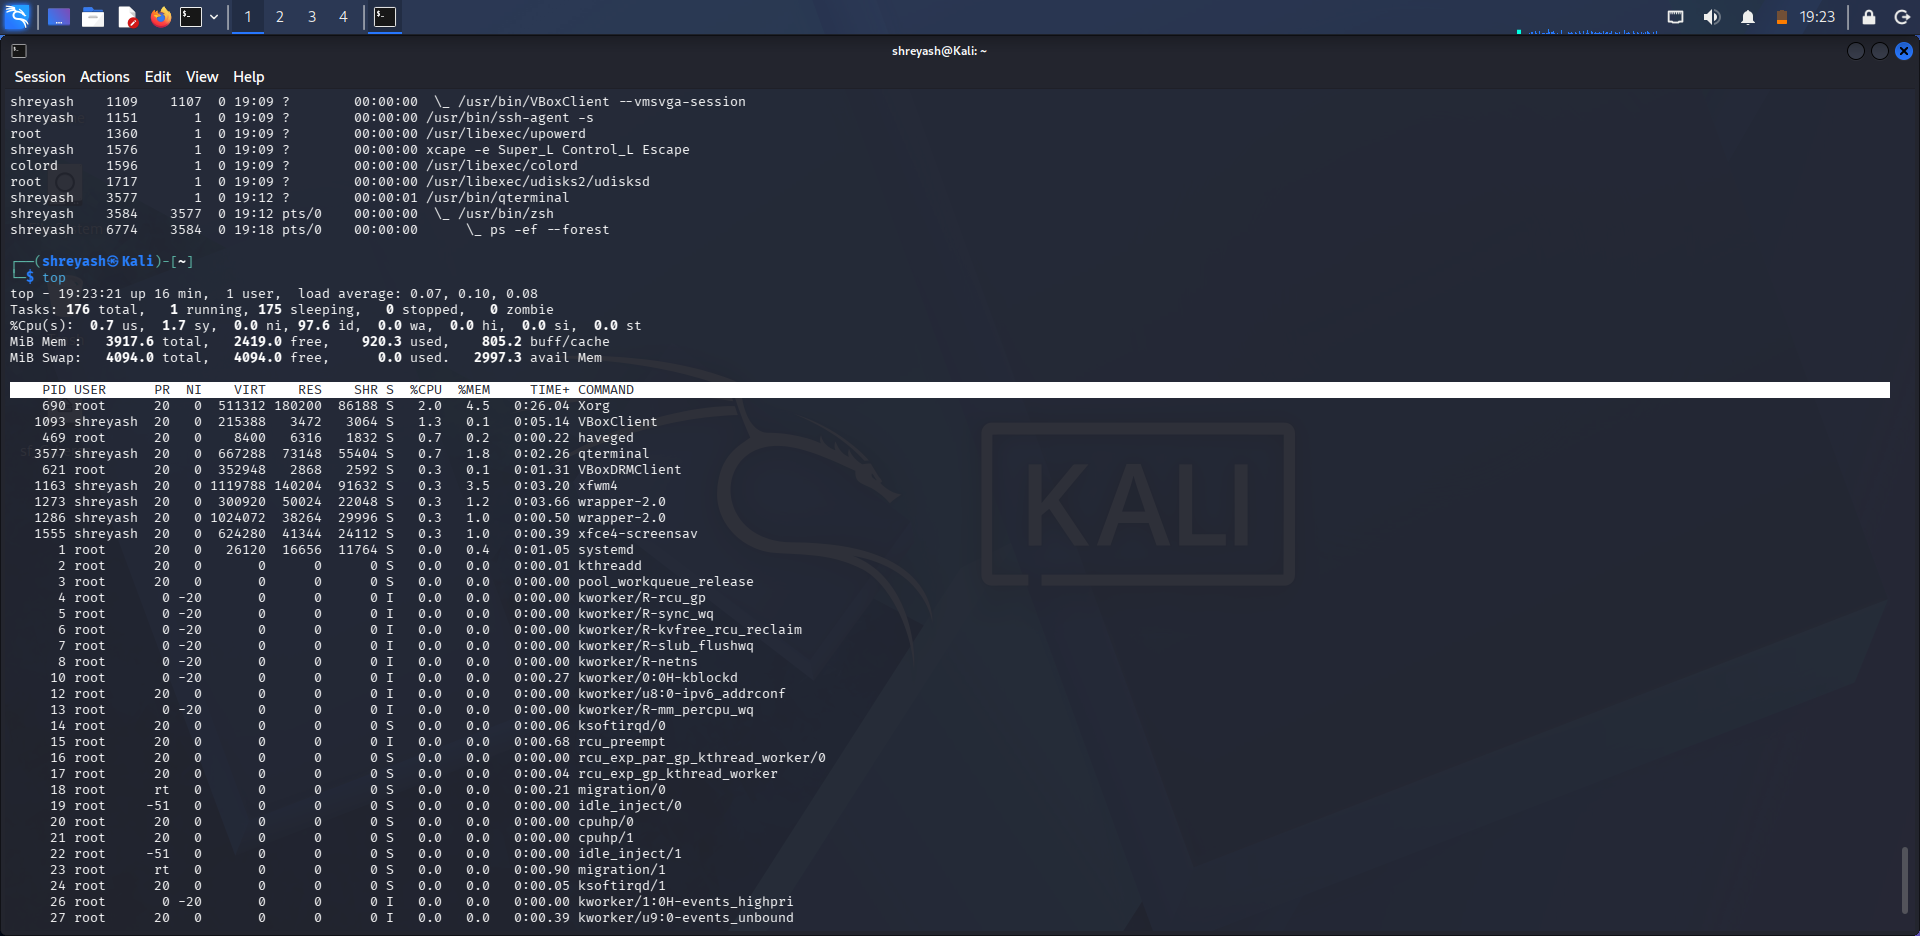 1 2 3 4 19:23
shreyash@Kali: ~
Session Actions Edit View Help
shreyash    1109    1107  0 19:09 ?        00:00:00  \_ /usr/bin/VBoxClient --vmsvga-session
shreyash    1151       1  0 19:09 ?        00:00:00 /usr/bin/ssh-agent -s
root        1360       1  0 19:09 ?        00:00:00 /usr/libexec/upowerd
shreyash    1576       1  0 19:09 ?        00:00:00 xcape -e Super_L Control_L Escape
colord      1596       1  0 19:09 ?        00:00:00 /usr/libexec/colord
root        1717       1  0 19:09 ?        00:00:00 /usr/libexec/udisks2/udisksd
shreyash    3577       1  0 19:12 ?        00:00:01 /usr/bin/qterminal
shreyash    3584    3577  0 19:12 pts/0    00:00:00  \_ /usr/bin/zsh
shreyash    6774    3584  0 19:18 pts/0    00:00:00      \_ ps -ef --forest
┌──(shreyash㉿Kali)-[~]
└─$ top
top - 19:23:21 up 16 min,  1 user,  load average: 0.07, 0.10, 0.08
Tasks: 176 total,   1 running, 175 sleeping,   0 stopped,   0 zombie
%Cpu(s):  0.7 us,  1.7 sy,  0.0 ni, 97.6 id,  0.0 wa,  0.0 hi,  0.0 si,  0.0 st
MiB Mem :   3917.6 total,   2419.0 free,    920.3 used,    805.2 buff/cache
MiB Swap:   4094.0 total,   4094.0 free,      0.0 used.   2997.3 avail Mem
    PID USER      PR  NI    VIRT    RES    SHR S  %CPU  %MEM     TIME+ COMMAND
    690 root      20   0  511312 180200  86188 S   2.0   4.5   0:26.04 Xorg
   1093 shreyash  20   0  215388   3472   3064 S   1.3   0.1   0:05.14 VBoxClient
    469 root      20   0    8400   6316   1832 S   0.7   0.2   0:00.22 haveged
   3577 shreyash  20   0  667288  73148  55404 S   0.7   1.8   0:02.26 qterminal
    621 root      20   0  352948   2868   2592 S   0.3   0.1   0:01.31 VBoxDRMClient
   1163 shreyash  20   0 1119788 140204  91632 S   0.3   3.5   0:03.20 xfwm4
   1273 shreyash  20   0  300920  50024  22048 S   0.3   1.2   0:03.66 wrapper-2.0
   1286 shreyash  20   0 1024072  38264  29996 S   0.3   1.0   0:00.50 wrapper-2.0
   1555 shreyash  20   0  624280  41344  24112 S   0.3   1.0   0:00.39 xfce4-screensav
      1 root      20   0   26120  16656  11764 S   0.0   0.4   0:01.05 systemd
      2 root      20   0       0      0      0 S   0.0   0.0   0:00.01 kthreadd
      3 root      20   0       0      0      0 S   0.0   0.0   0:00.00 pool_workqueue_release
      4 root       0 -20       0      0      0 I   0.0   0.0   0:00.00 kworker/R-rcu_gp
      5 root       0 -20       0      0      0 I   0.0   0.0   0:00.00 kworker/R-sync_wq
      6 root       0 -20       0      0      0 I   0.0   0.0   0:00.00 kworker/R-kvfree_rcu_reclaim
      7 root       0 -20       0      0      0 I   0.0   0.0   0:00.00 kworker/R-slub_flushwq
      8 root       0 -20       0      0      0 I   0.0   0.0   0:00.00 kworker/R-netns
     10 root       0 -20       0      0      0 I   0.0   0.0   0:00.27 kworker/0:0H-kblockd
     12 root      20   0       0      0      0 I   0.0   0.0   0:00.00 kworker/u8:0-ipv6_addrconf
     13 root       0 -20       0      0      0 I   0.0   0.0   0:00.00 kworker/R-mm_percpu_wq
     14 root      20   0       0      0      0 S   0.0   0.0   0:00.06 ksoftirqd/0
     15 root      20   0       0      0      0 I   0.0   0.0   0:00.68 rcu_preempt
     16 root      20   0       0      0      0 S   0.0   0.0   0:00.00 rcu_exp_par_gp_kthread_worker/0
     17 root      20   0       0      0      0 S   0.0   0.0   0:00.04 rcu_exp_gp_kthread_worker
     18 root      rt   0       0      0      0 S   0.0   0.0   0:00.21 migration/0
     19 root     -51   0       0      0      0 S   0.0   0.0   0:00.00 idle_inject/0
     20 root      20   0       0      0      0 S   0.0   0.0   0:00.00 cpuhp/0
     21 root      20   0       0      0      0 S   0.0   0.0   0:00.00 cpuhp/1
     22 root     -51   0       0      0      0 S   0.0   0.0   0:00.00 idle_inject/1
     23 root      rt   0       0      0      0 S   0.0   0.0   0:00.90 migration/1
     24 root      20   0       0      0      0 S   0.0   0.0   0:00.05 ksoftirqd/1
     26 root       0 -20       0      0      0 I   0.0   0.0   0:00.00 kworker/1:0H-events_highpri
     27 root      20   0       0      0      0 I   0.0   0.0   0:00.39 kworker/u9:0-events_unbound
KALI